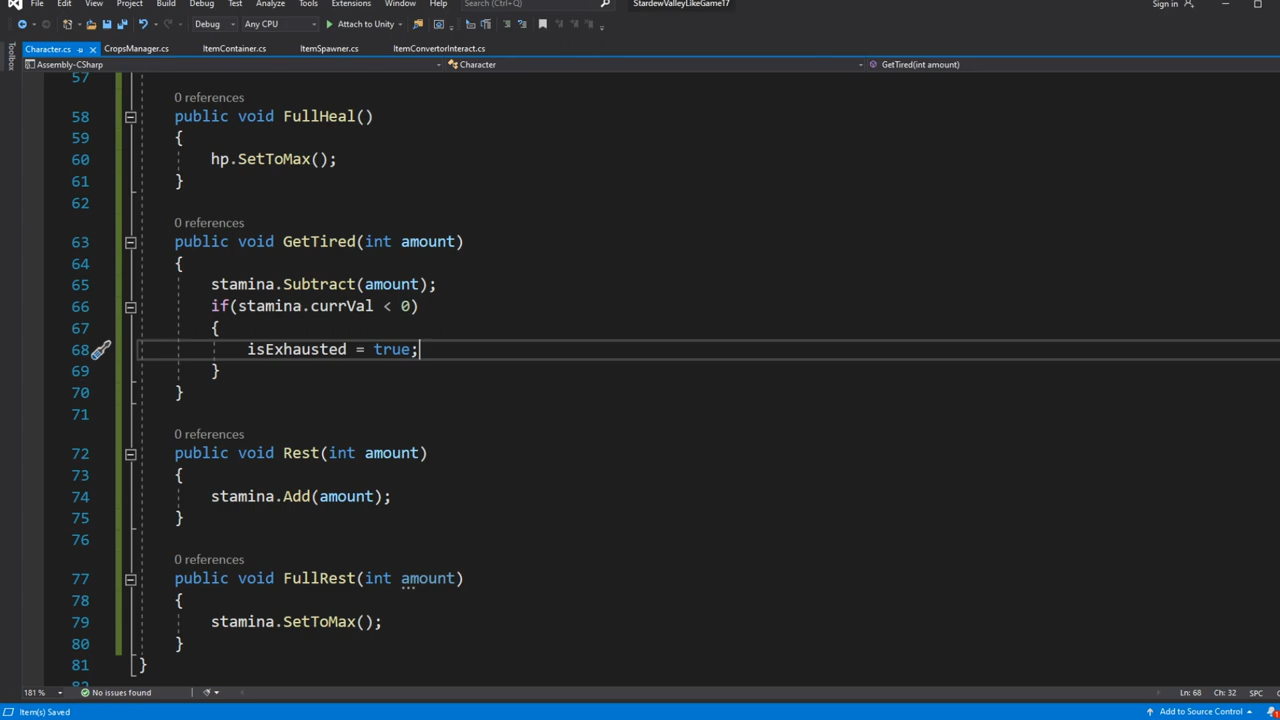 File Edit View Git Project Build Debug Test Analyze Tools Extensions Window Help Search (Ctrl+Q) StardewValleyLikeGame17 Sign in
Debug Any CPU Attach to Unity
Character.cs CropsManager.cs ItemContainer.cs ItemSpawner.cs ItemConvertorInteract.cs
Toolbox
Assembly-CSharp Character GetTired(int amount)
57
0 references
58 public void FullHeal()
59 {
60 hp.SetToMax();
61 }
62
0 references
63 public void GetTired(int amount)
64 {
65 stamina.Subtract(amount);
66 if(stamina.currVal < 0)
67 {
68 isExhausted = true;
69 }
70 }
71
0 references
72 public void Rest(int amount)
73 {
74 stamina.Add(amount);
75 }
76
0 references
77 public void FullRest(int amount)
78 {
79 stamina.SetToMax();
80 }
81 }
82
181 % No issues found Ln: 68 Ch: 32 SPC
Item(s) Saved Add to Source Control 1